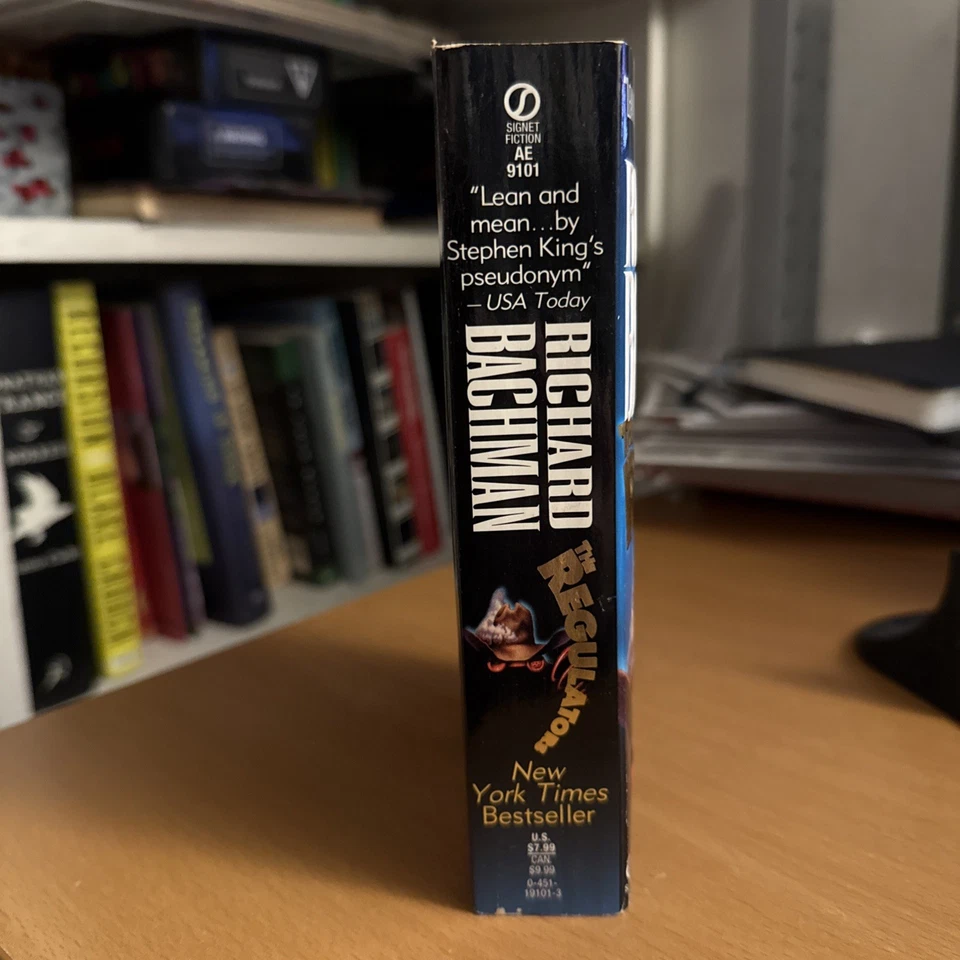 SIGNET
FICTION
AE
9101
"Lean and
mean...by
Stephen King's
pseudonym"
—USA Today
RICHARD
BACHMAN
THE
REGULATORS
New
York Times
Bestseller
U.S.
$7.99
CAN.
$9.99
0-451-
19101-3